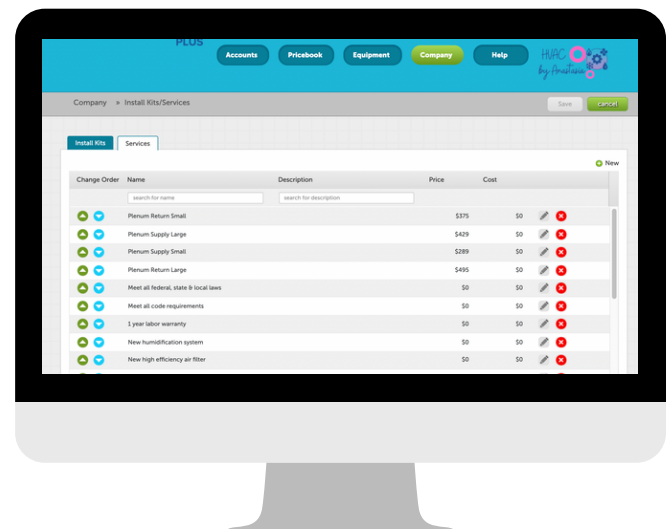 PLUS
Accounts Pricebook Equipment Company Help
HVAC
by Anastasia
Company » Install Kits/Services Save cancel
Install Kits Services
New
Change Order Name Description Price Cost
search for name search for description
Plenum Return Small $375 $0
Plenum Supply Large $429 $0
Plenum Supply Small $289 $0
Plenum Return Large $495 $0
Meet all federal, state & local laws $0 $0
Meet all code requirements $0 $0
1 year labor warranty $0 $0
New humidification system $0 $0
New high efficiency air filter $0 $0